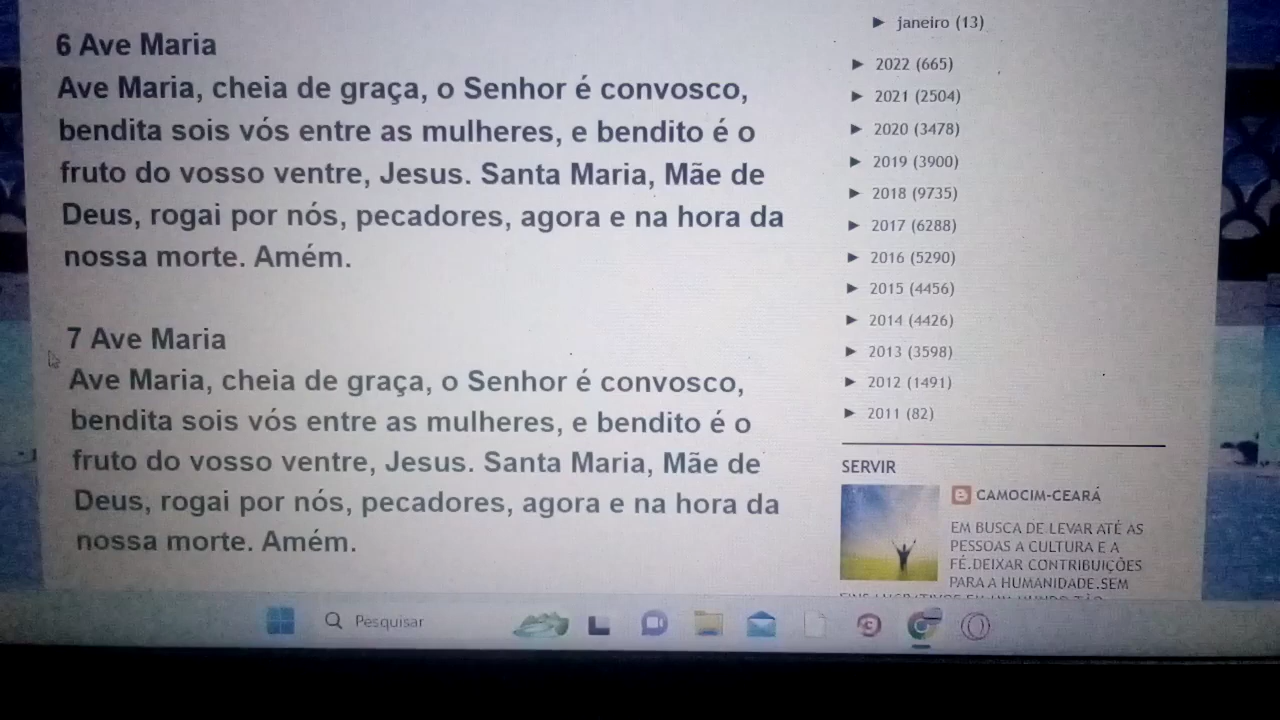 6 Ave Maria
Ave Maria, cheia de graça, o Senhor é convosco,
bendita sois vós entre as mulheres, e bendito é o
fruto do vosso ventre, Jesus. Santa Maria, Mãe de
Deus, rogai por nós, pecadores, agora e na hora da
nossa morte. Amém.
7 Ave Maria
Ave Maria, cheia de graça, o Senhor é convosco,
bendita sois vós entre as mulheres, e bendito é o
fruto do vosso ventre, Jesus. Santa Maria, Mãe de
Deus, rogai por nós, pecadores, agora e na hora da
nossa morte. Amém.
► janeiro (13)
► 2022 (665)
► 2021 (2504)
► 2020 (3478)
► 2019 (3900)
► 2018 (9735)
► 2017 (6288)
► 2016 (5290)
► 2015 (4456)
► 2014 (4426)
► 2013 (3598)
► 2012 (1491)
► 2011 (82)
SERVIR
CAMOCIM-CEARÁ
EM BUSCA DE LEVAR ATÉ AS
PESSOAS A CULTURA E A
FÉ.DEIXAR CONTRIBUIÇÕES
PARA A HUMANIDADE.SEM
Pesquisar